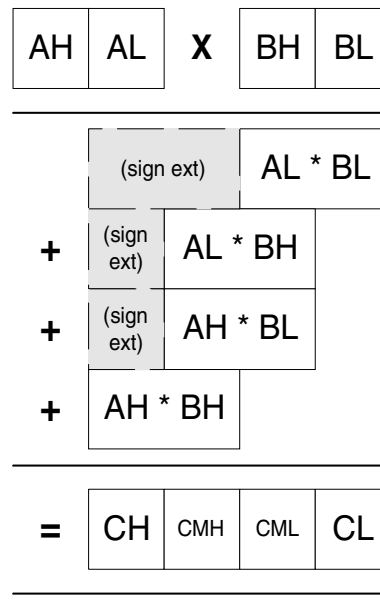 AH AL X BH BL
(sign ext) AL * BL
+ (sign
ext) AL * BH
+ (sign
ext) AH * BL
+ AH * BH
= CH CMH CML CL